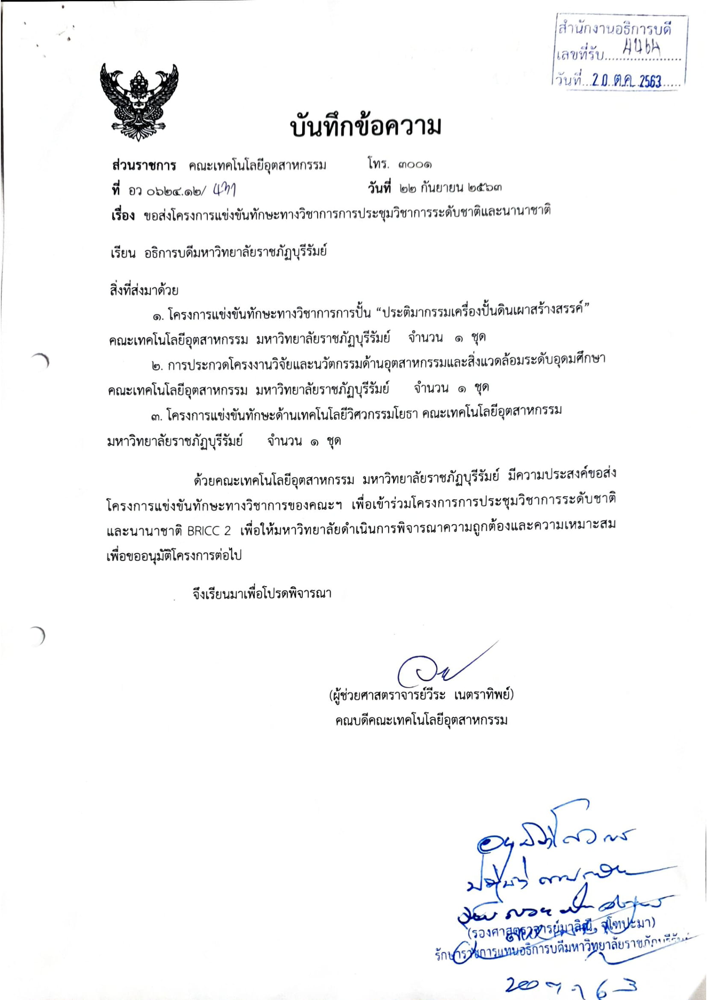 สำนักงานอธิการบดี
เลขที่รับ
วันที่ 20 ต.ค. 2563
บันทึกข้อความ
ส่วนราชการ คณะเทคโนโลยีอุตสาหกรรม โทร. ๓๐๐๑
ที่ อว ๐๖๒๔.๑๒/ วันที่ ๒๒ กันยายน ๒๕๖๓
เรื่อง ขอส่งโครงการแข่งขันทักษะทางวิชาการการประชุมวิชาการระดับชาติและนานาชาติ
เรียน อธิการบดีมหาวิทยาลัยราชภัฏบุรีรัมย์
สิ่งที่ส่งมาด้วย
๑. โครงการแข่งขันทักษะทางวิชาการการปั้น “ประติมากรรมเครื่องปั้นดินเผาสร้างสรรค์”
คณะเทคโนโลยีอุตสาหกรรม มหาวิทยาลัยราชภัฏบุรีรัมย์ จำนวน ๑ ชุด
๒. การประกวดโครงงานวิจัยและนวัตกรรมด้านอุตสาหกรรมและสิ่งแวดล้อมระดับอุดมศึกษา
คณะเทคโนโลยีอุตสาหกรรม มหาวิทยาลัยราชภัฏบุรีรัมย์ จำนวน ๑ ชุด
๓. โครงการแข่งขันทักษะด้านเทคโนโลยีวิศวกรรมโยธา คณะเทคโนโลยีอุตสาหกรรม
มหาวิทยาลัยราชภัฏบุรีรัมย์ จำนวน ๑ ชุด
ด้วยคณะเทคโนโลยีอุตสาหกรรม มหาวิทยาลัยราชภัฏบุรีรัมย์ มีความประสงค์ขอส่ง
โครงการแข่งขันทักษะทางวิชาการของคณะฯ เพื่อเข้าร่วมโครงการการประชุมวิชาการระดับชาติ
และนานาชาติ BRICC 2 เพื่อให้มหาวิทยาลัยดำเนินการพิจารณาความถูกต้องและความเหมาะสม
เพื่อขออนุมัติโครงการต่อไป
จึงเรียนมาเพื่อโปรดพิจารณา
(ผู้ช่วยศาสตราจารย์วีระ เนตราทิพย์)
คณบดีคณะเทคโนโลยีอุตสาหกรรม
(รองศาสตราจารย์มาลิณี จุโฑปะมา)
รักษาราชการแทนอธิการบดีมหาวิทยาลัยราชภัฏบุรีรัมย์